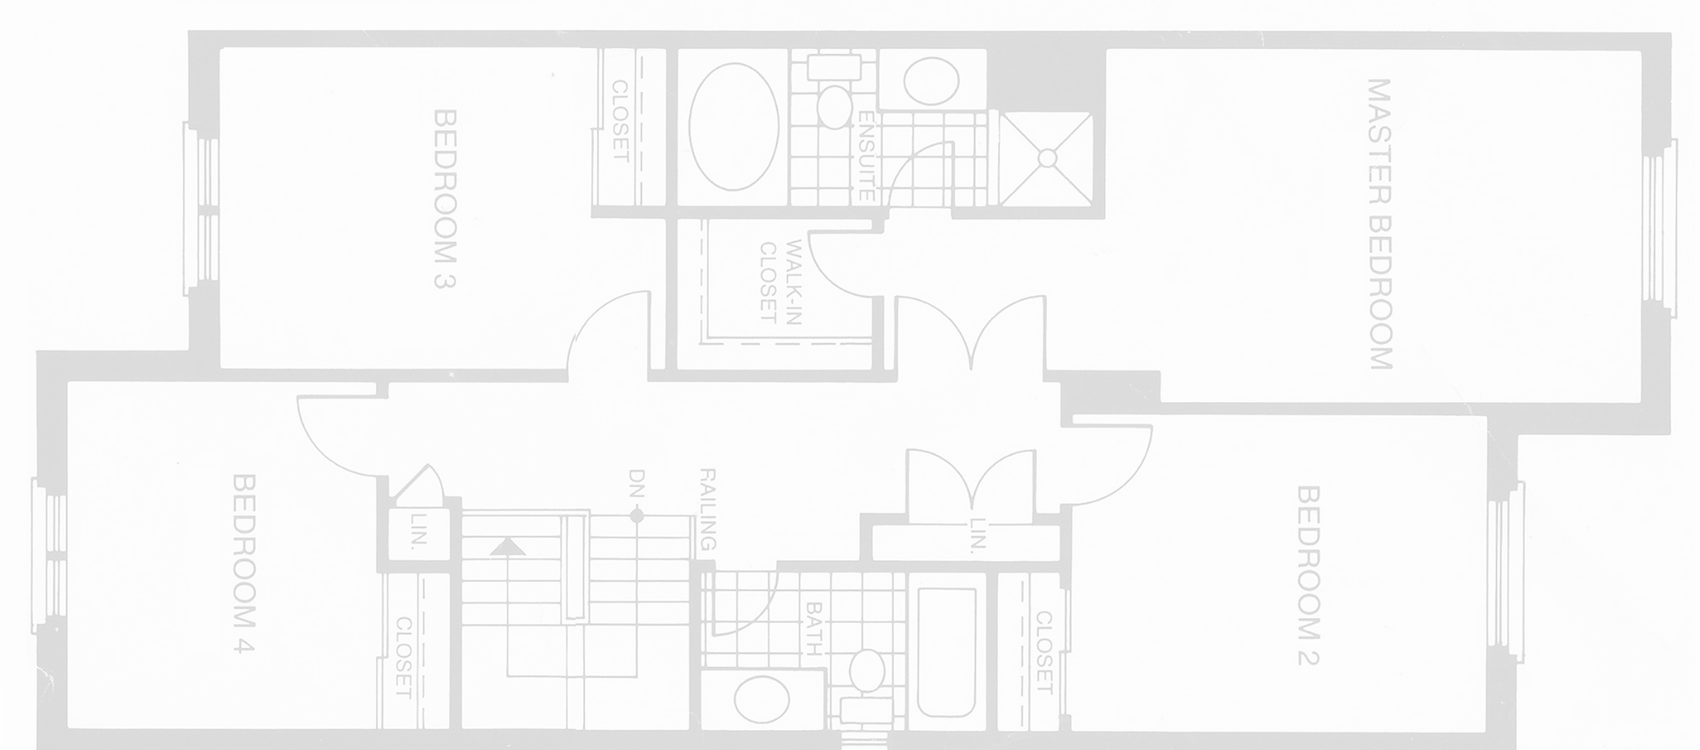 BEDROOM 3
CLOSET
ENSUITE
MASTER BEDROOM
WALK-IN
CLOSET
BEDROOM 4
LIN.
CLOSET
DN
RAILING
BATH
LIN.
CLOSET
BEDROOM 2